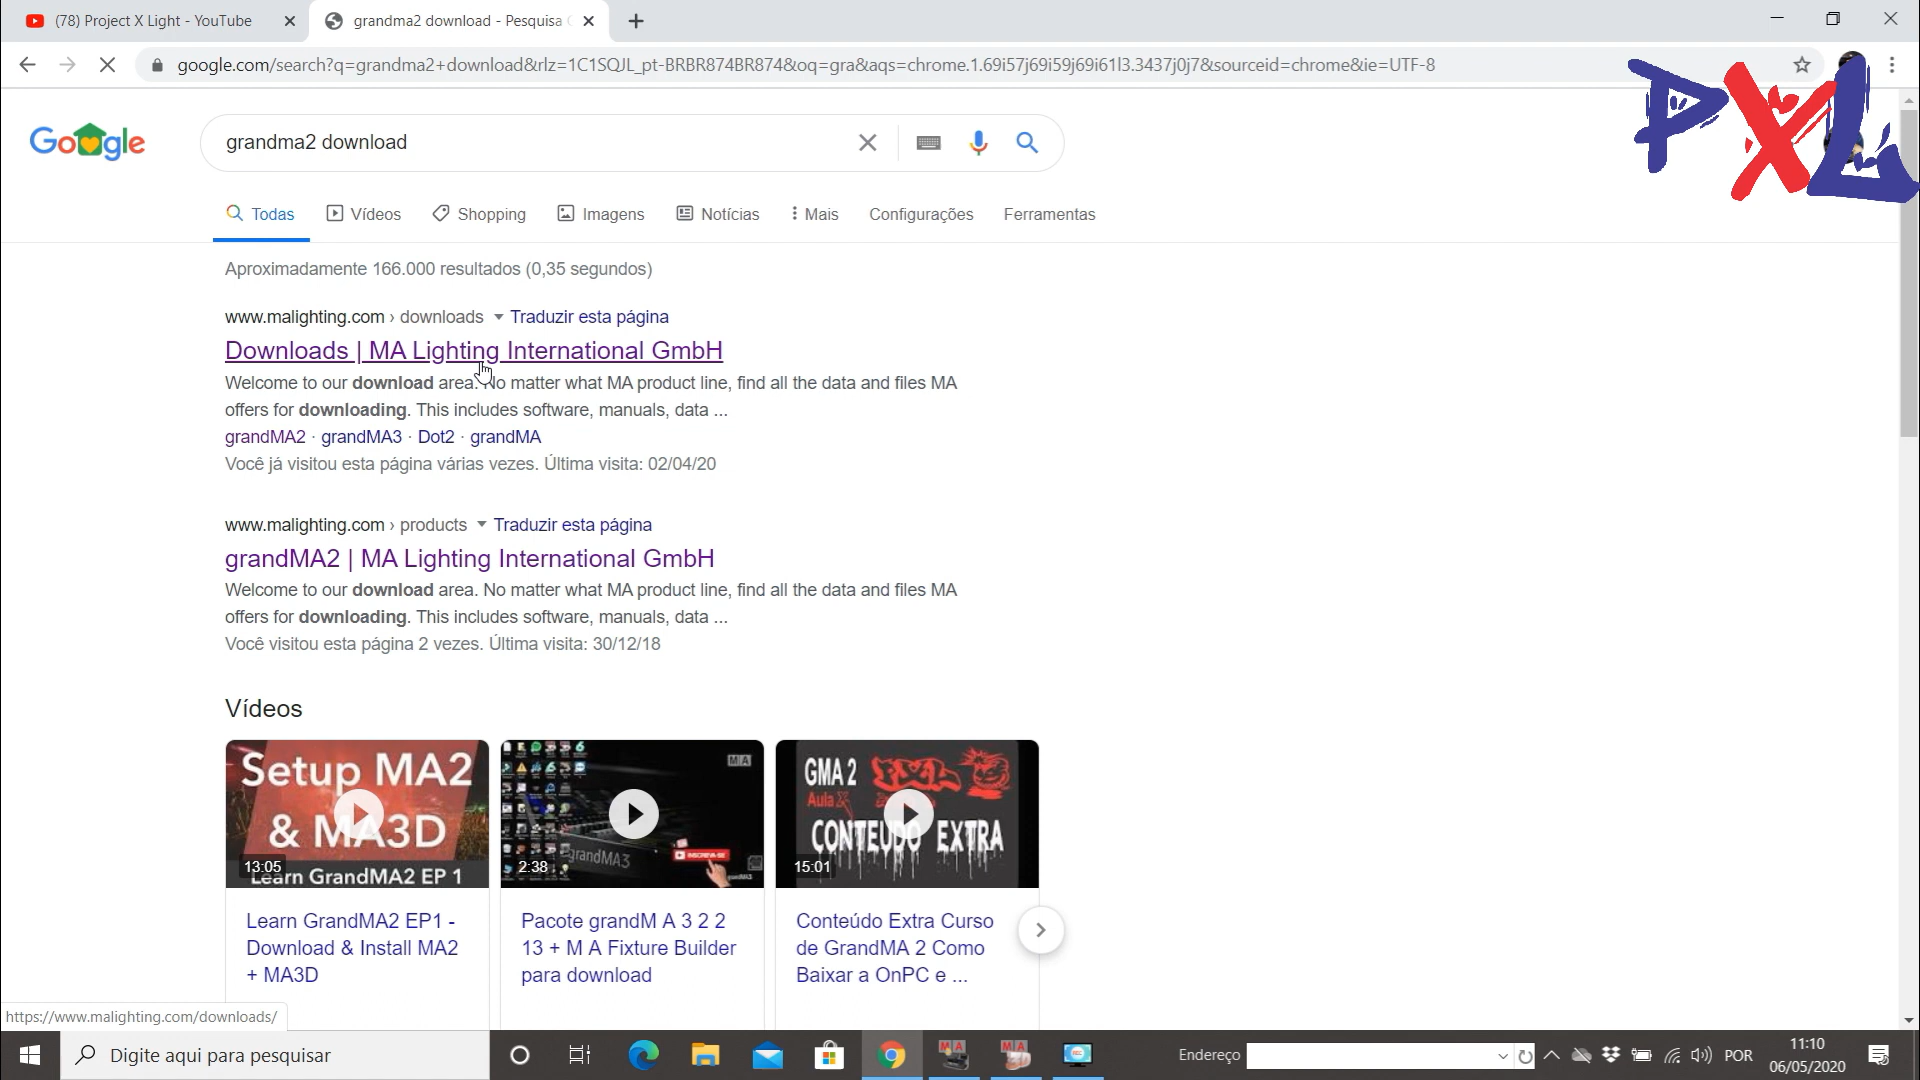 (78) Project X Light - YouTube
grandma2 download - Pesquisa
google.com/search?q=grandma2+download&rlz=1C1SQJL_pt-BRBR874BR874&oq=gra&aqs=chrome.1.69i57j69i59j69i61l3.3437j0j7&sourceid=chrome&ie=UTF-8
PXL
Google
grandma2 download
Todas Vídeos Shopping Imagens Notícias Mais Configurações Ferramentas
Aproximadamente 166.000 resultados (0,35 segundos)
www.malighting.com › downloads Traduzir esta página
Downloads | MA Lighting International GmbH
Welcome to our download area. No matter what MA product line, find all the data and files MA
offers for downloading. This includes software, manuals, data ...
grandMA2 · grandMA3 · Dot2 · grandMA
Você já visitou esta página várias vezes. Última visita: 02/04/20
www.malighting.com › products Traduzir esta página
grandMA2 | MA Lighting International GmbH
Welcome to our download area. No matter what MA product line, find all the data and files MA
offers for downloading. This includes software, manuals, data ...
Você visitou esta página 2 vezes. Última visita: 30/12/18
Vídeos
Setup MA2
& MA3D
13:05
Learn GrandMA2 EP 1
MA
grandMA3
INSCREVA-SE
2:38
GMA 2 PXL
Aula X
CONTEUDO EXTRA
15:01
Learn GrandMA2 EP1 -
Download & Install MA2
+ MA3D
Pacote grandM A 3 2 2
13 + M A Fixture Builder
para download
Conteúdo Extra Curso
de GrandMA 2 Como
Baixar a OnPC e ...
https://www.malighting.com/downloads/
Digite aqui para pesquisar
Endereço
POR
11:10
06/05/2020